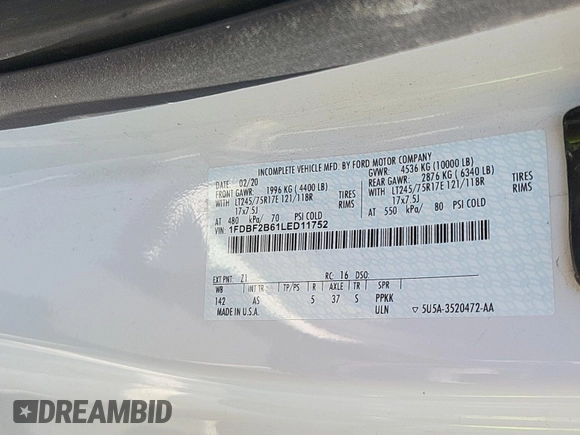 INCOMPLETE VEHICLE MFD. BY FORD MOTOR COMPANY
DATE: 02/20 GVWR: 4536 KG (10000 LB)
FRONT GAWR: 1996 KG (4400 LB) REAR GAWR: 2876 KG (6340 LB)
WITH LT245/75R17E 121/118R TIRES WITH LT245/75R17E 121/118R TIRES
17x7.5J RIMS 17x7.5J RIMS
AT 480 kPa/ 70 PSI COLD AT 550 kPa/ 80 PSI COLD
VIN: 1FDBF2B61LED11752
EXT PNT: Z1 RC: 16 DSO:
WB INT TR TP/PS R AXLE TR SPR
142 AS 5 37 S PPKK
MADE IN U.S.A. ULN ▽ 5U5A-3520472-AA
DREAMBID